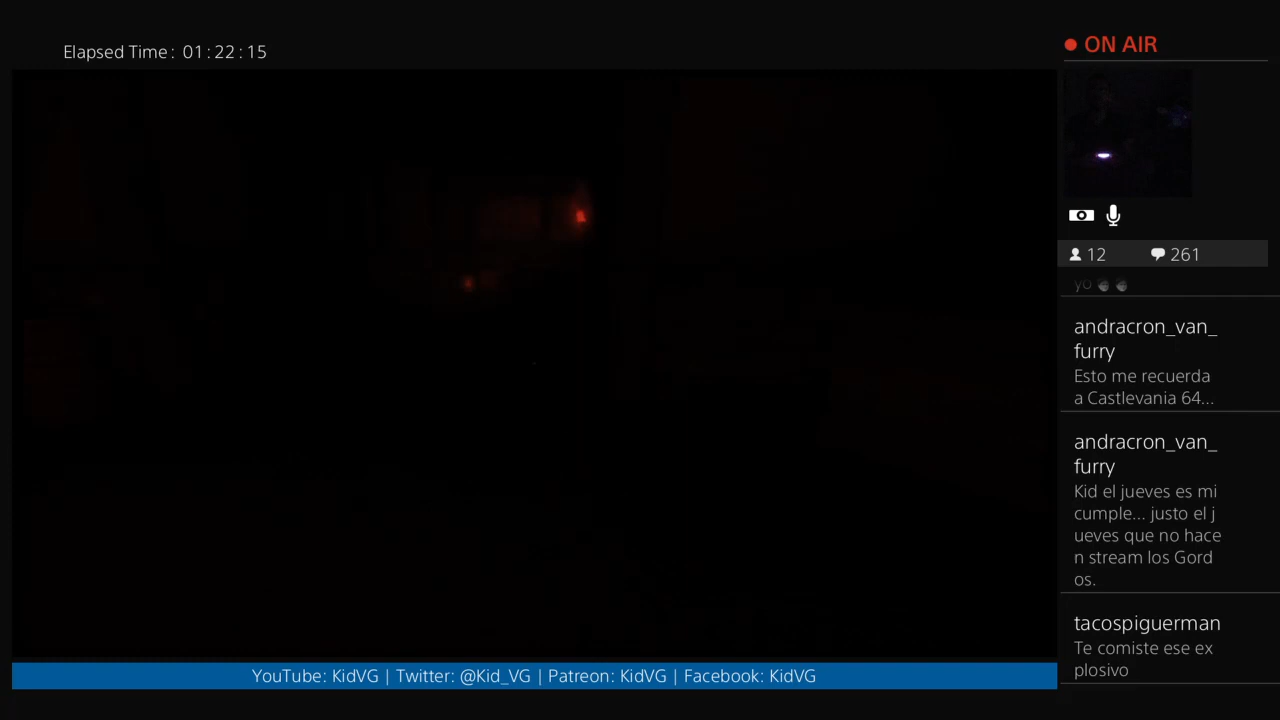 Elapsed Time: 01:22:15
ON AIR
12 261
yo
andracron_van_
furry
Esto me recuerda
a Castlevania 64...
andracron_van_
furry
Kid el jueves es mi
cumple... justo el j
ueves que no hace
n stream los Gord
os.
tacospiguerman
Te comiste ese ex
plosivo
YouTube: KidVG | Twitter: @Kid_VG | Patreon: KidVG | Facebook: KidVG